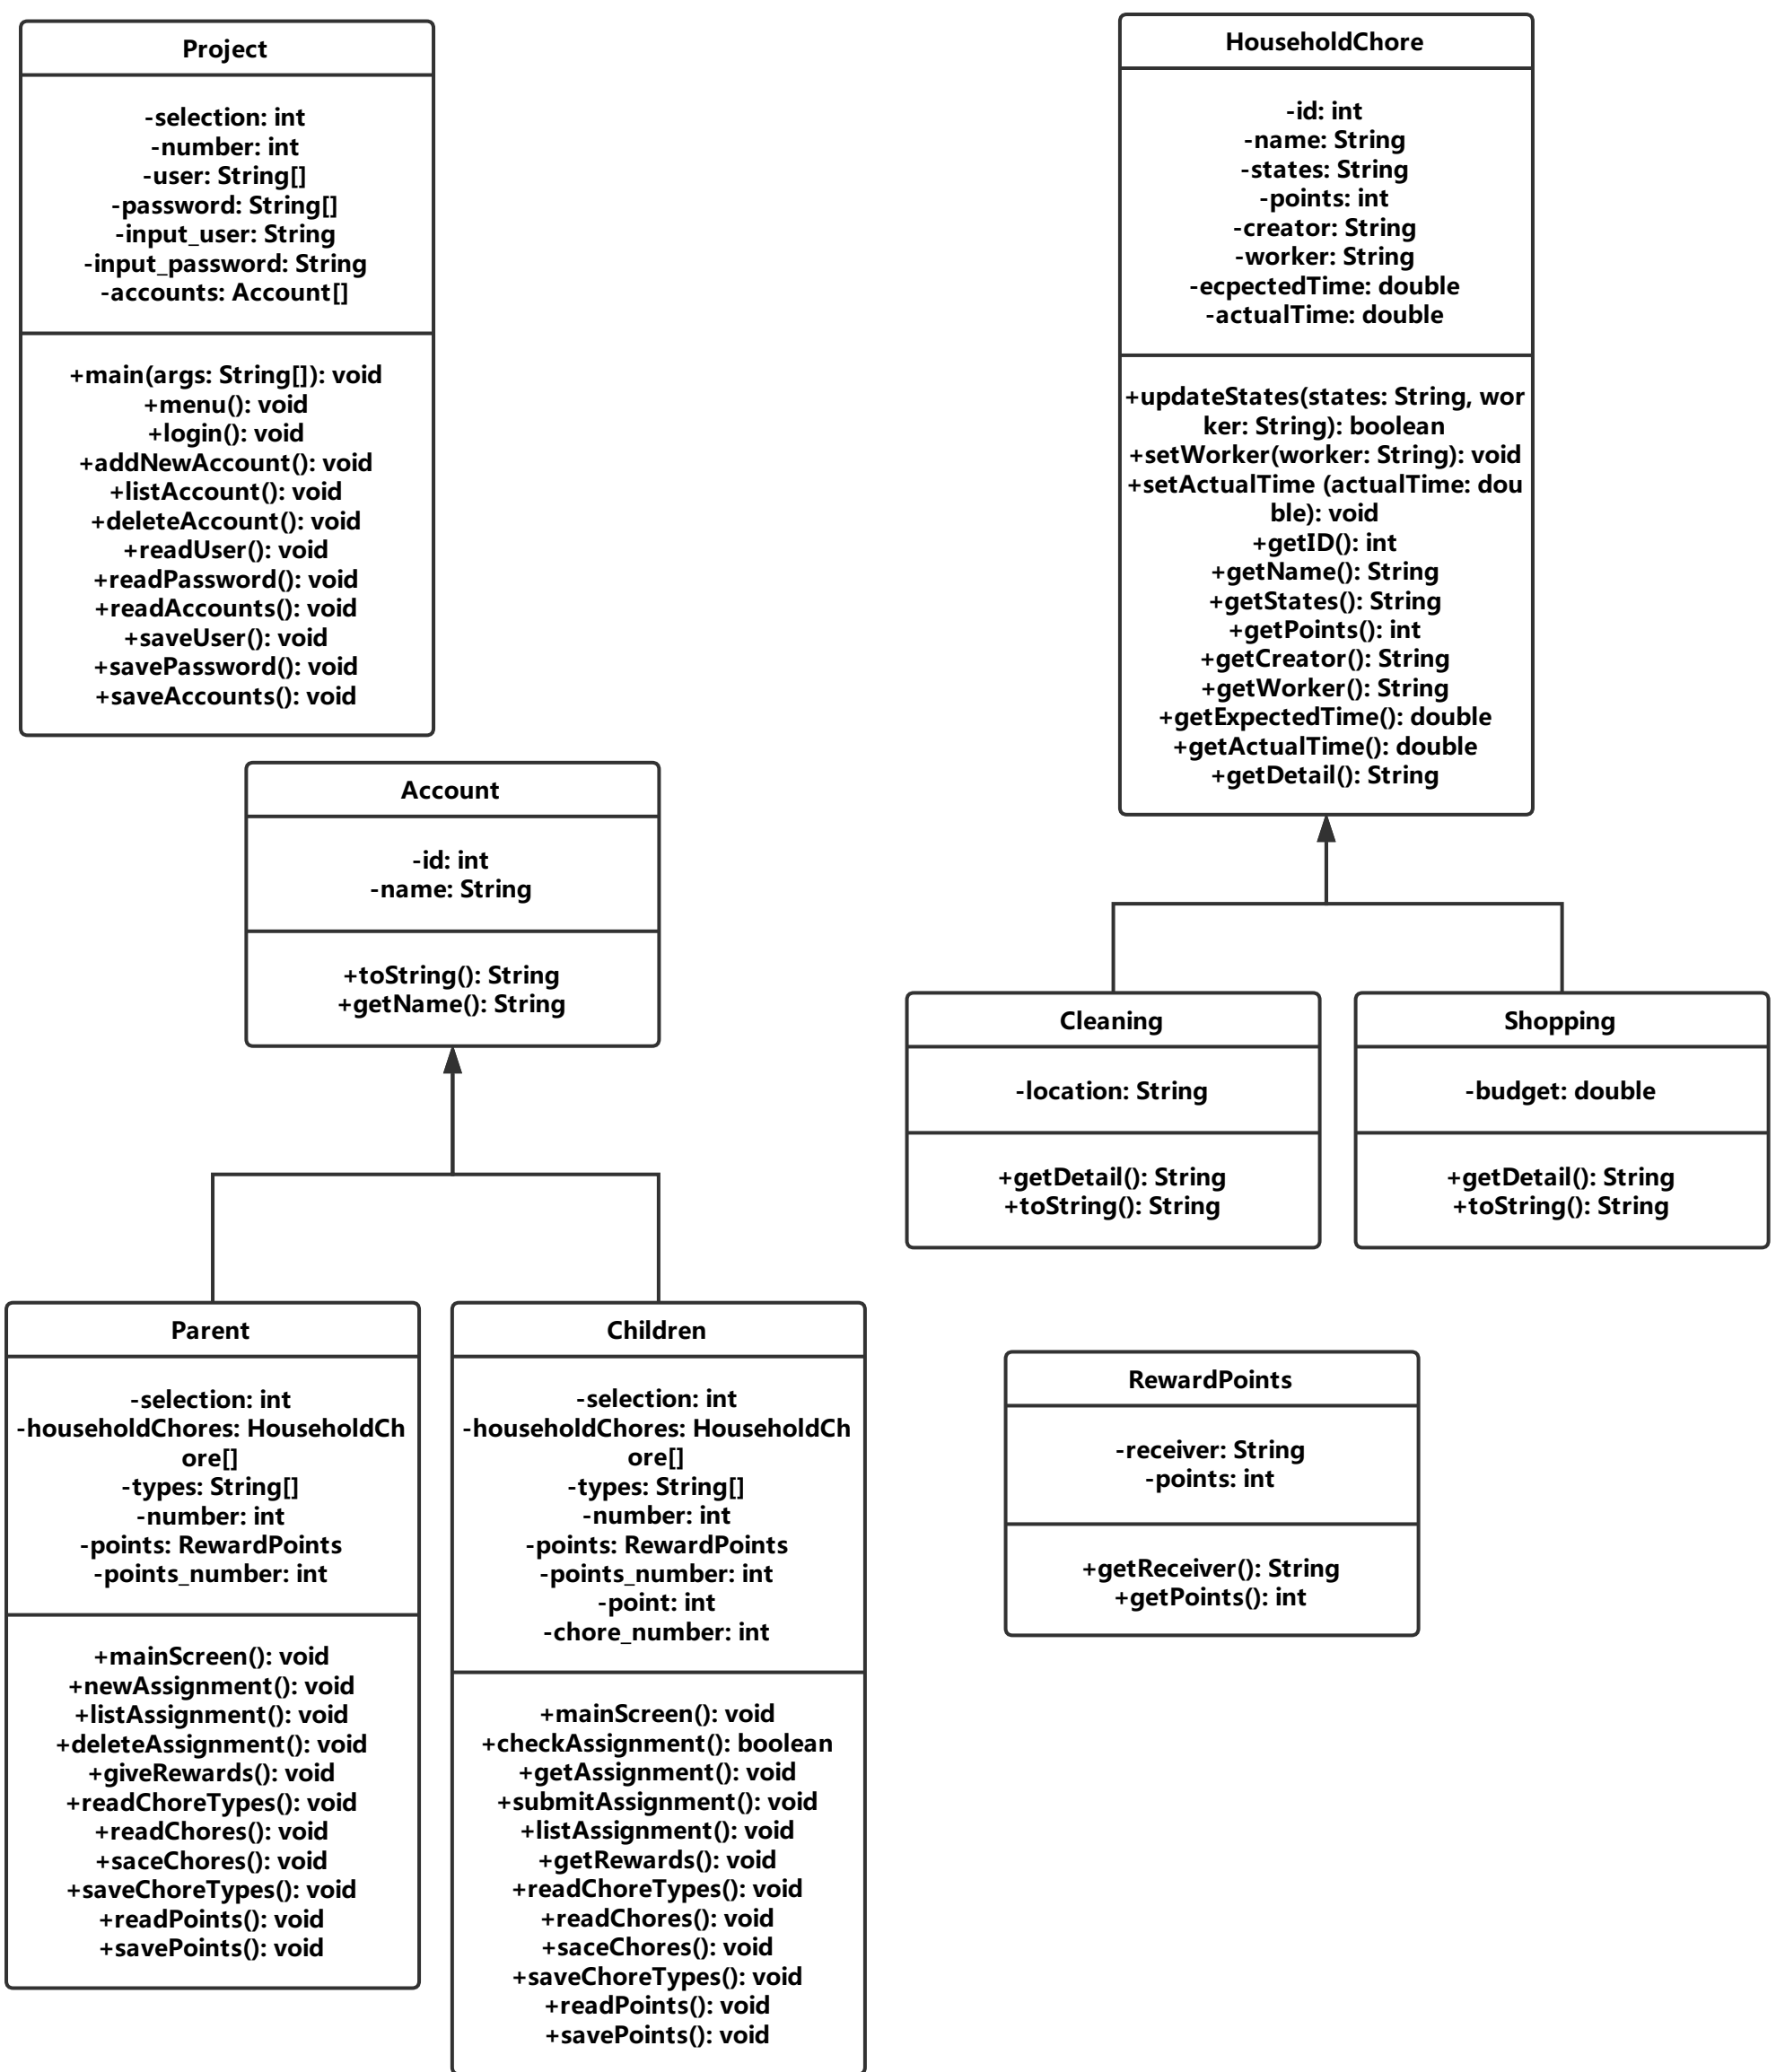 Project
-selection: int
-number: int
-user: String[]
-password: String[]
-input_user: String
-input_password: String
-accounts: Account[]
+main(args: String[]): void
+menu(): void
+login(): void
+addNewAccount(): void
+listAccount(): void
+deleteAccount(): void
+readUser(): void
+readPassword(): void
+readAccounts(): void
+saveUser(): void
+savePassword(): void
+saveAccounts(): void
HouseholdChore
-id: int
-name: String
-states: String
-points: int
-creator: String
-worker: String
-ecpectedTime: double
-actualTime: double
+updateStates(states: String, wor
ker: String): boolean
+setWorker(worker: String): void
+setActualTime (actualTime: dou
ble): void
+getID(): int
+getName(): String
+getStates(): String
+getPoints(): int
+getCreator(): String
+getWorker(): String
+getExpectedTime(): double
+getActualTime(): double
+getDetail(): String
Account
-id: int
-name: String
+toString(): String
+getName(): String
Cleaning
-location: String
+getDetail(): String
+toString(): String
Shopping
-budget: double
+getDetail(): String
+toString(): String
Parent
-selection: int
-householdChores: HouseholdCh
ore[]
-types: String[]
-number: int
-points: RewardPoints
-points_number: int
+mainScreen(): void
+newAssignment(): void
+listAssignment(): void
+deleteAssignment(): void
+giveRewards(): void
+readChoreTypes(): void
+readChores(): void
+saceChores(): void
+saveChoreTypes(): void
+readPoints(): void
+savePoints(): void
Children
-selection: int
-householdChores: HouseholdCh
ore[]
-types: String[]
-number: int
-points: RewardPoints
-points_number: int
-point: int
-chore_number: int
+mainScreen(): void
+checkAssignment(): boolean
+getAssignment(): void
+submitAssignment(): void
+listAssignment(): void
+getRewards(): void
+readChoreTypes(): void
+readChores(): void
+saceChores(): void
+saveChoreTypes(): void
+readPoints(): void
+savePoints(): void
RewardPoints
-receiver: String
-points: int
+getReceiver(): String
+getPoints(): int